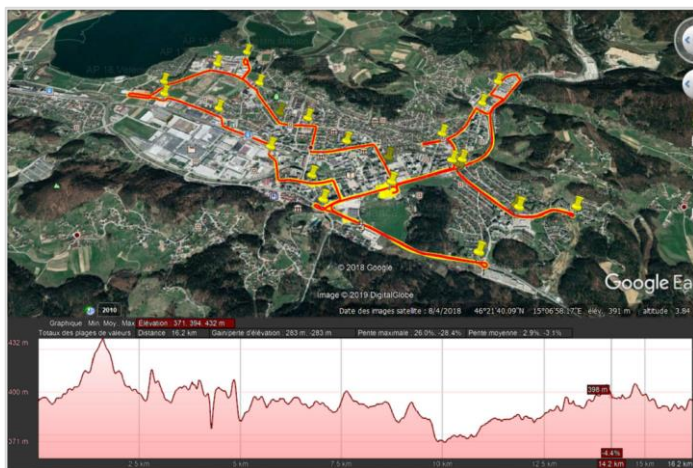 © 2018 Google
Image © 2019 DigitalGlobe
Google Ea
2010
Date des images satellite : 8/4/2018 46°21'40.09"N 15°06'58.17"E élév. 391 m altitude : 3.84
Graphique Min. Moy. Max Élévation: 371, 394, 432 m
Totaux des plages de valeurs Distance : 16.2 km Gain/perte d'élévation : 283 m, -283 m Pente maximale : 26.0%, -28.4% Pente moyenne : 2.9%, -3.1%
432 m
400 m
371 m
398 m
-4.4%
2.5 km 5 km 7.5 km 10 km 12.5 km 14.2 km 15 km 16.2 km